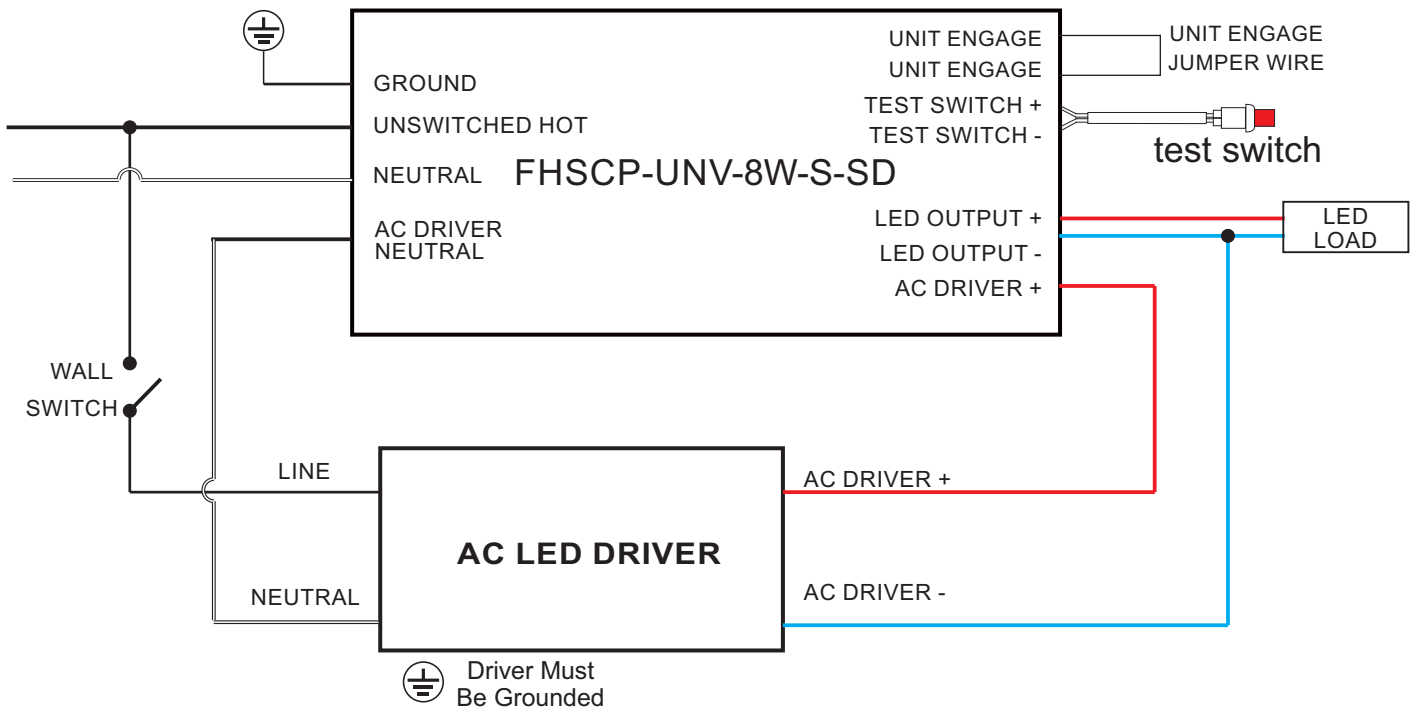 UNIT ENGAGE
UNIT ENGAGE
TEST SWITCH +
TEST SWITCH -
UNIT ENGAGE
JUMPER WIRE
test switch
GROUND
UNSWITCHED HOT
NEUTRAL
FHSCP-UNV-8W-S-SD
AC DRIVER
NEUTRAL
LED OUTPUT +
LED OUTPUT -
AC DRIVER +
LED
LOAD
WALL
SWITCH
LINE
NEUTRAL
AC LED DRIVER
AC DRIVER +
AC DRIVER -
Driver Must
Be Grounded